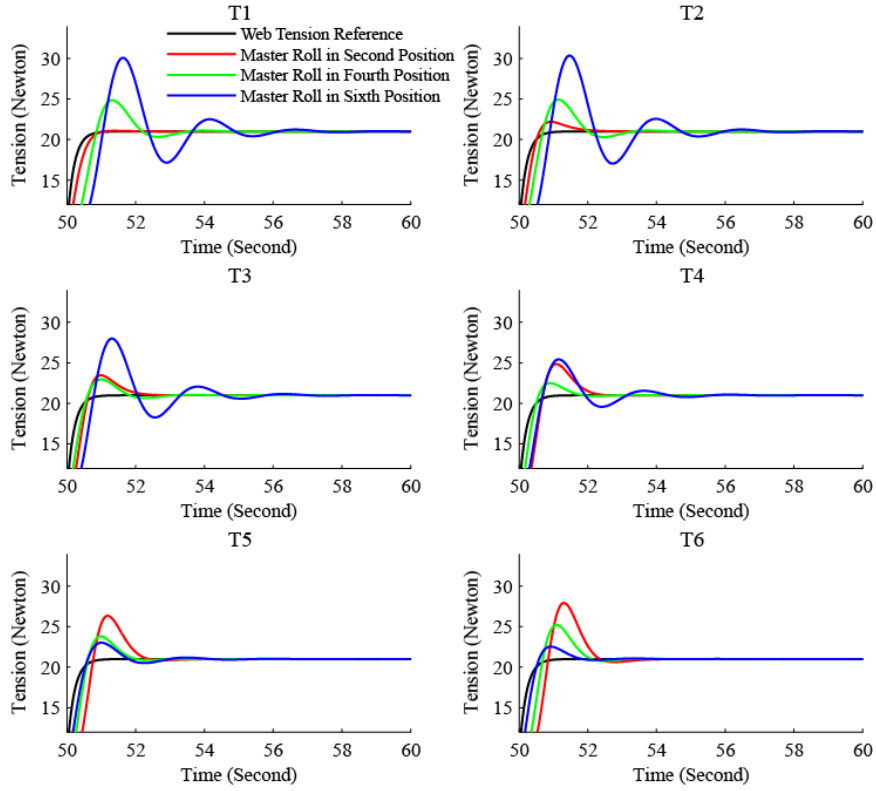 T1
Tension (Newton)
30
25
20
15
50 52 54 56 58 60
Time (Second)
Web Tension Reference
Master Roll in Second Position
Master Roll in Fourth Position
Master Roll in Sixth Position
T2
Tension (Newton)
30
25
20
15
50 52 54 56 58 60
Time (Second)
T3
Tension (Newton)
30
25
20
15
50 52 54 56 58 60
Time (Second)
T4
Tension (Newton)
30
25
20
15
50 52 54 56 58 60
Time (Second)
T5
Tension (Newton)
30
25
20
15
50 52 54 56 58 60
Time (Second)
T6
Tension (Newton)
30
25
20
15
50 52 54 56 58 60
Time (Second)